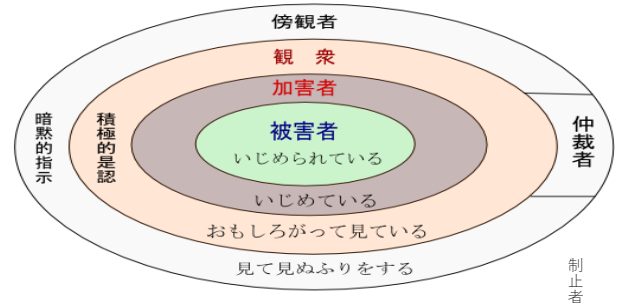 傍観者
観　衆
加害者
被害者
いじめられている
いじめている
おもしろがって見ている
見て見ぬふりをする
暗黙的指示
積極的是認
仲裁者
制止者